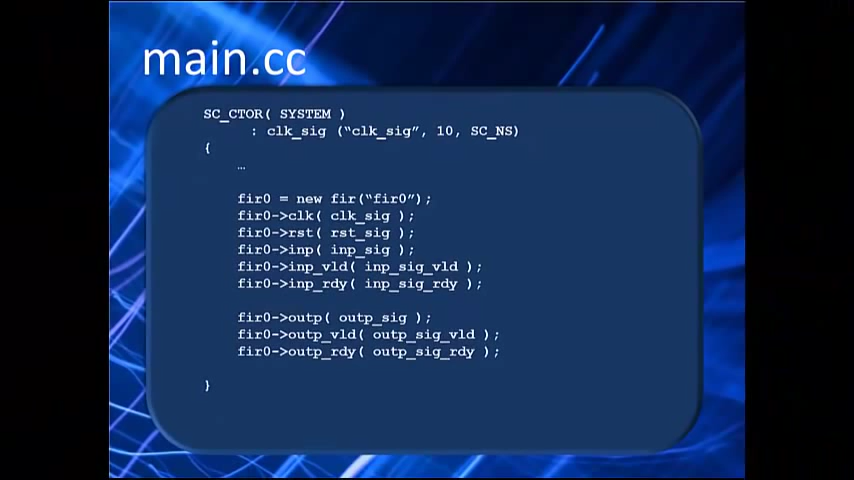 main.cc
SC_CTOR( SYSTEM )
: clk_sig (“clk_sig”, 10, SC_NS)
{
…
fir0 = new fir(“fir0”);
fir0->clk( clk_sig );
fir0->rst( rst_sig );
fir0->inp( inp_sig );
fir0->inp_vld( inp_sig_vld );
fir0->inp_rdy( inp_sig_rdy );
fir0->outp( outp_sig );
fir0->outp_vld( outp_sig_vld );
fir0->outp_rdy( outp_sig_rdy );
}